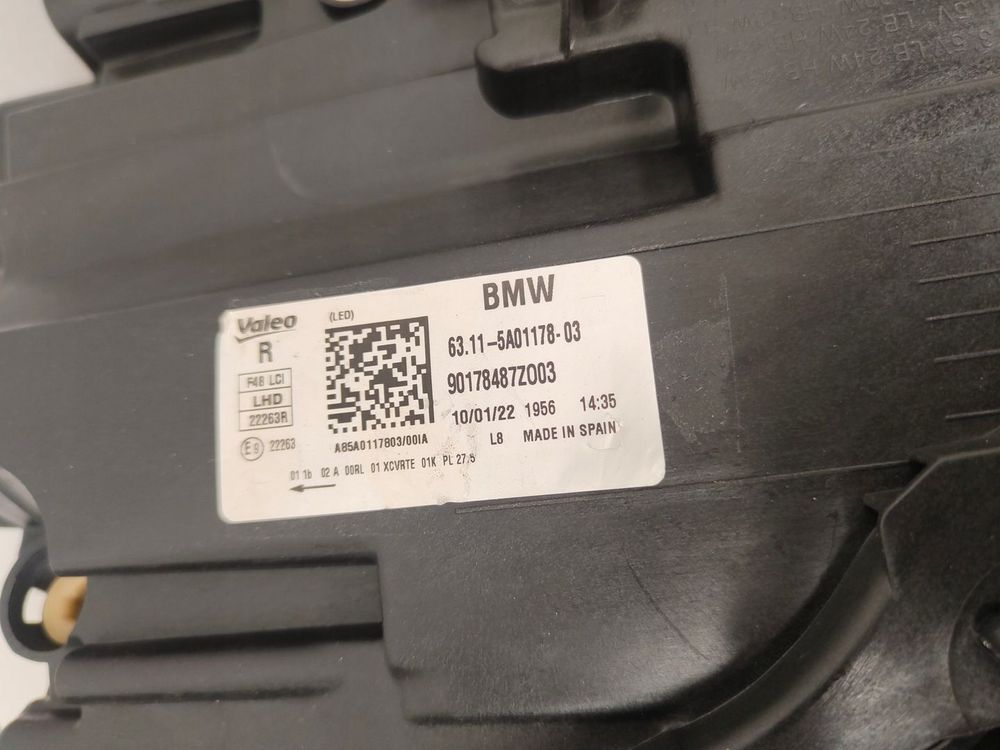 BMW
Valeo
(LED)
R
63.11-5A01178-03
F48 LCI
90178487Z003
LHD
22263R
10/01/22 1956 14:35
E9 22263
A85A0117803/00IA
L8 MADE IN SPAIN
01 1b 02 A 00RL 01 XCVRTE 01K PL 27,5